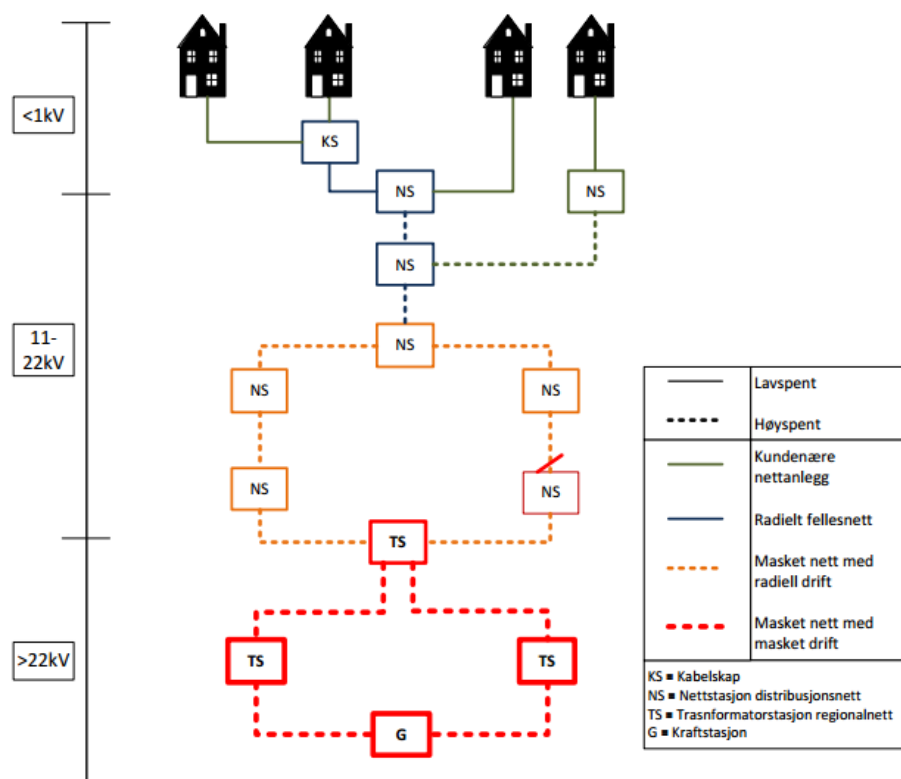 <1kV
KS
NS
NS
NS
NS
11-
22kV
NS
NS
NS
NS
NS
TS
>22kV
TS
TS
G
Lavspent
Høyspent
Kundenære
nettanlegg
Radielt fellesnett
Masket nett med
radiell drift
Masket nett med
masket drift
KS = Kabelskap
NS = Nettstasjon distribusjonsnett
TS = Trasnformatorstasjon regionalnett
G = Kraftstasjon